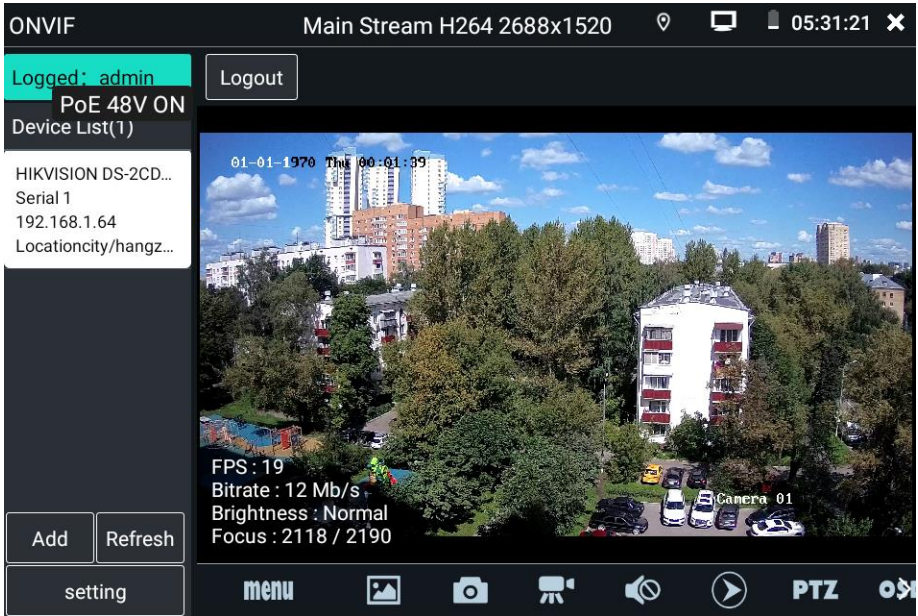 ONVIF
Main Stream H264 2688x1520
05:31:21
Logged: admin
Logout
PoE 48V ON
Device List(1)
HIKVISION DS-2CD...
Serial 1
192.168.1.64
Locationcity/hangz...
01-01-1970 Thu 00:01:39
FPS : 19
Bitrate : 12 Mb/s
Brightness : Normal
Focus : 2118 / 2190
Camera 01
Add
Refresh
setting
menu
PTZ